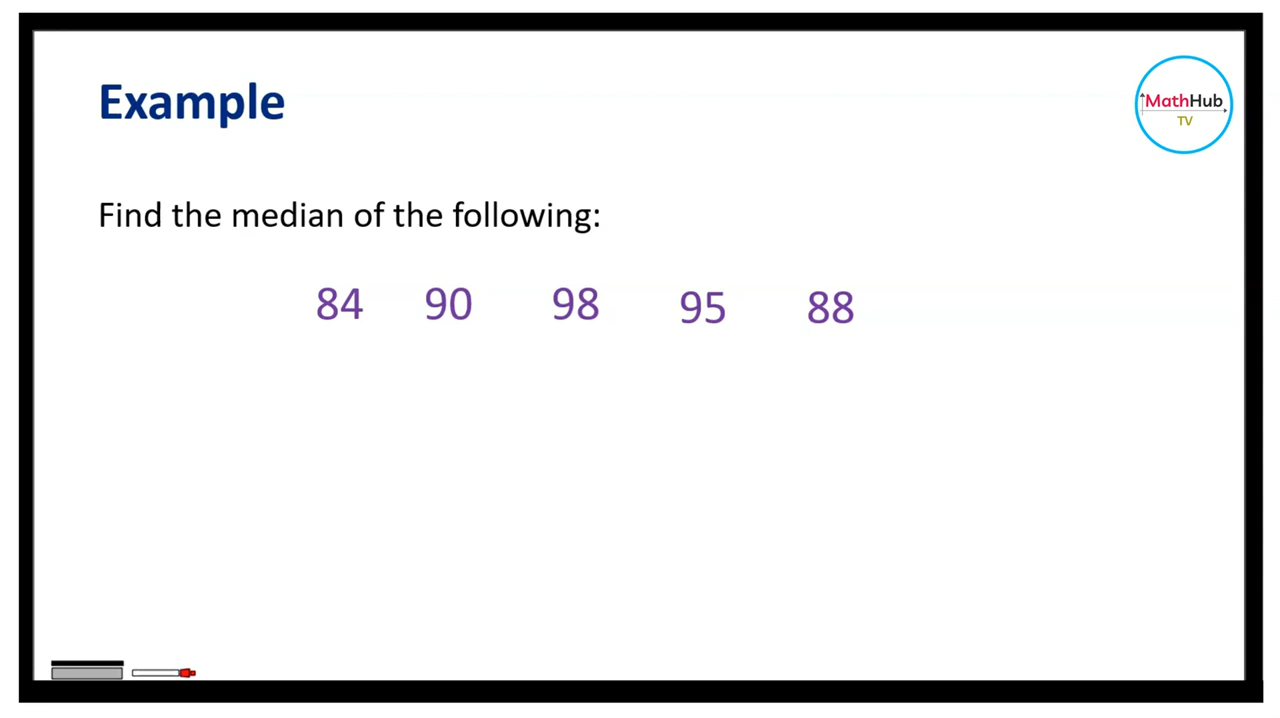 Example
MathHub
TV
Find the median of the following:
84 90 98 95 88